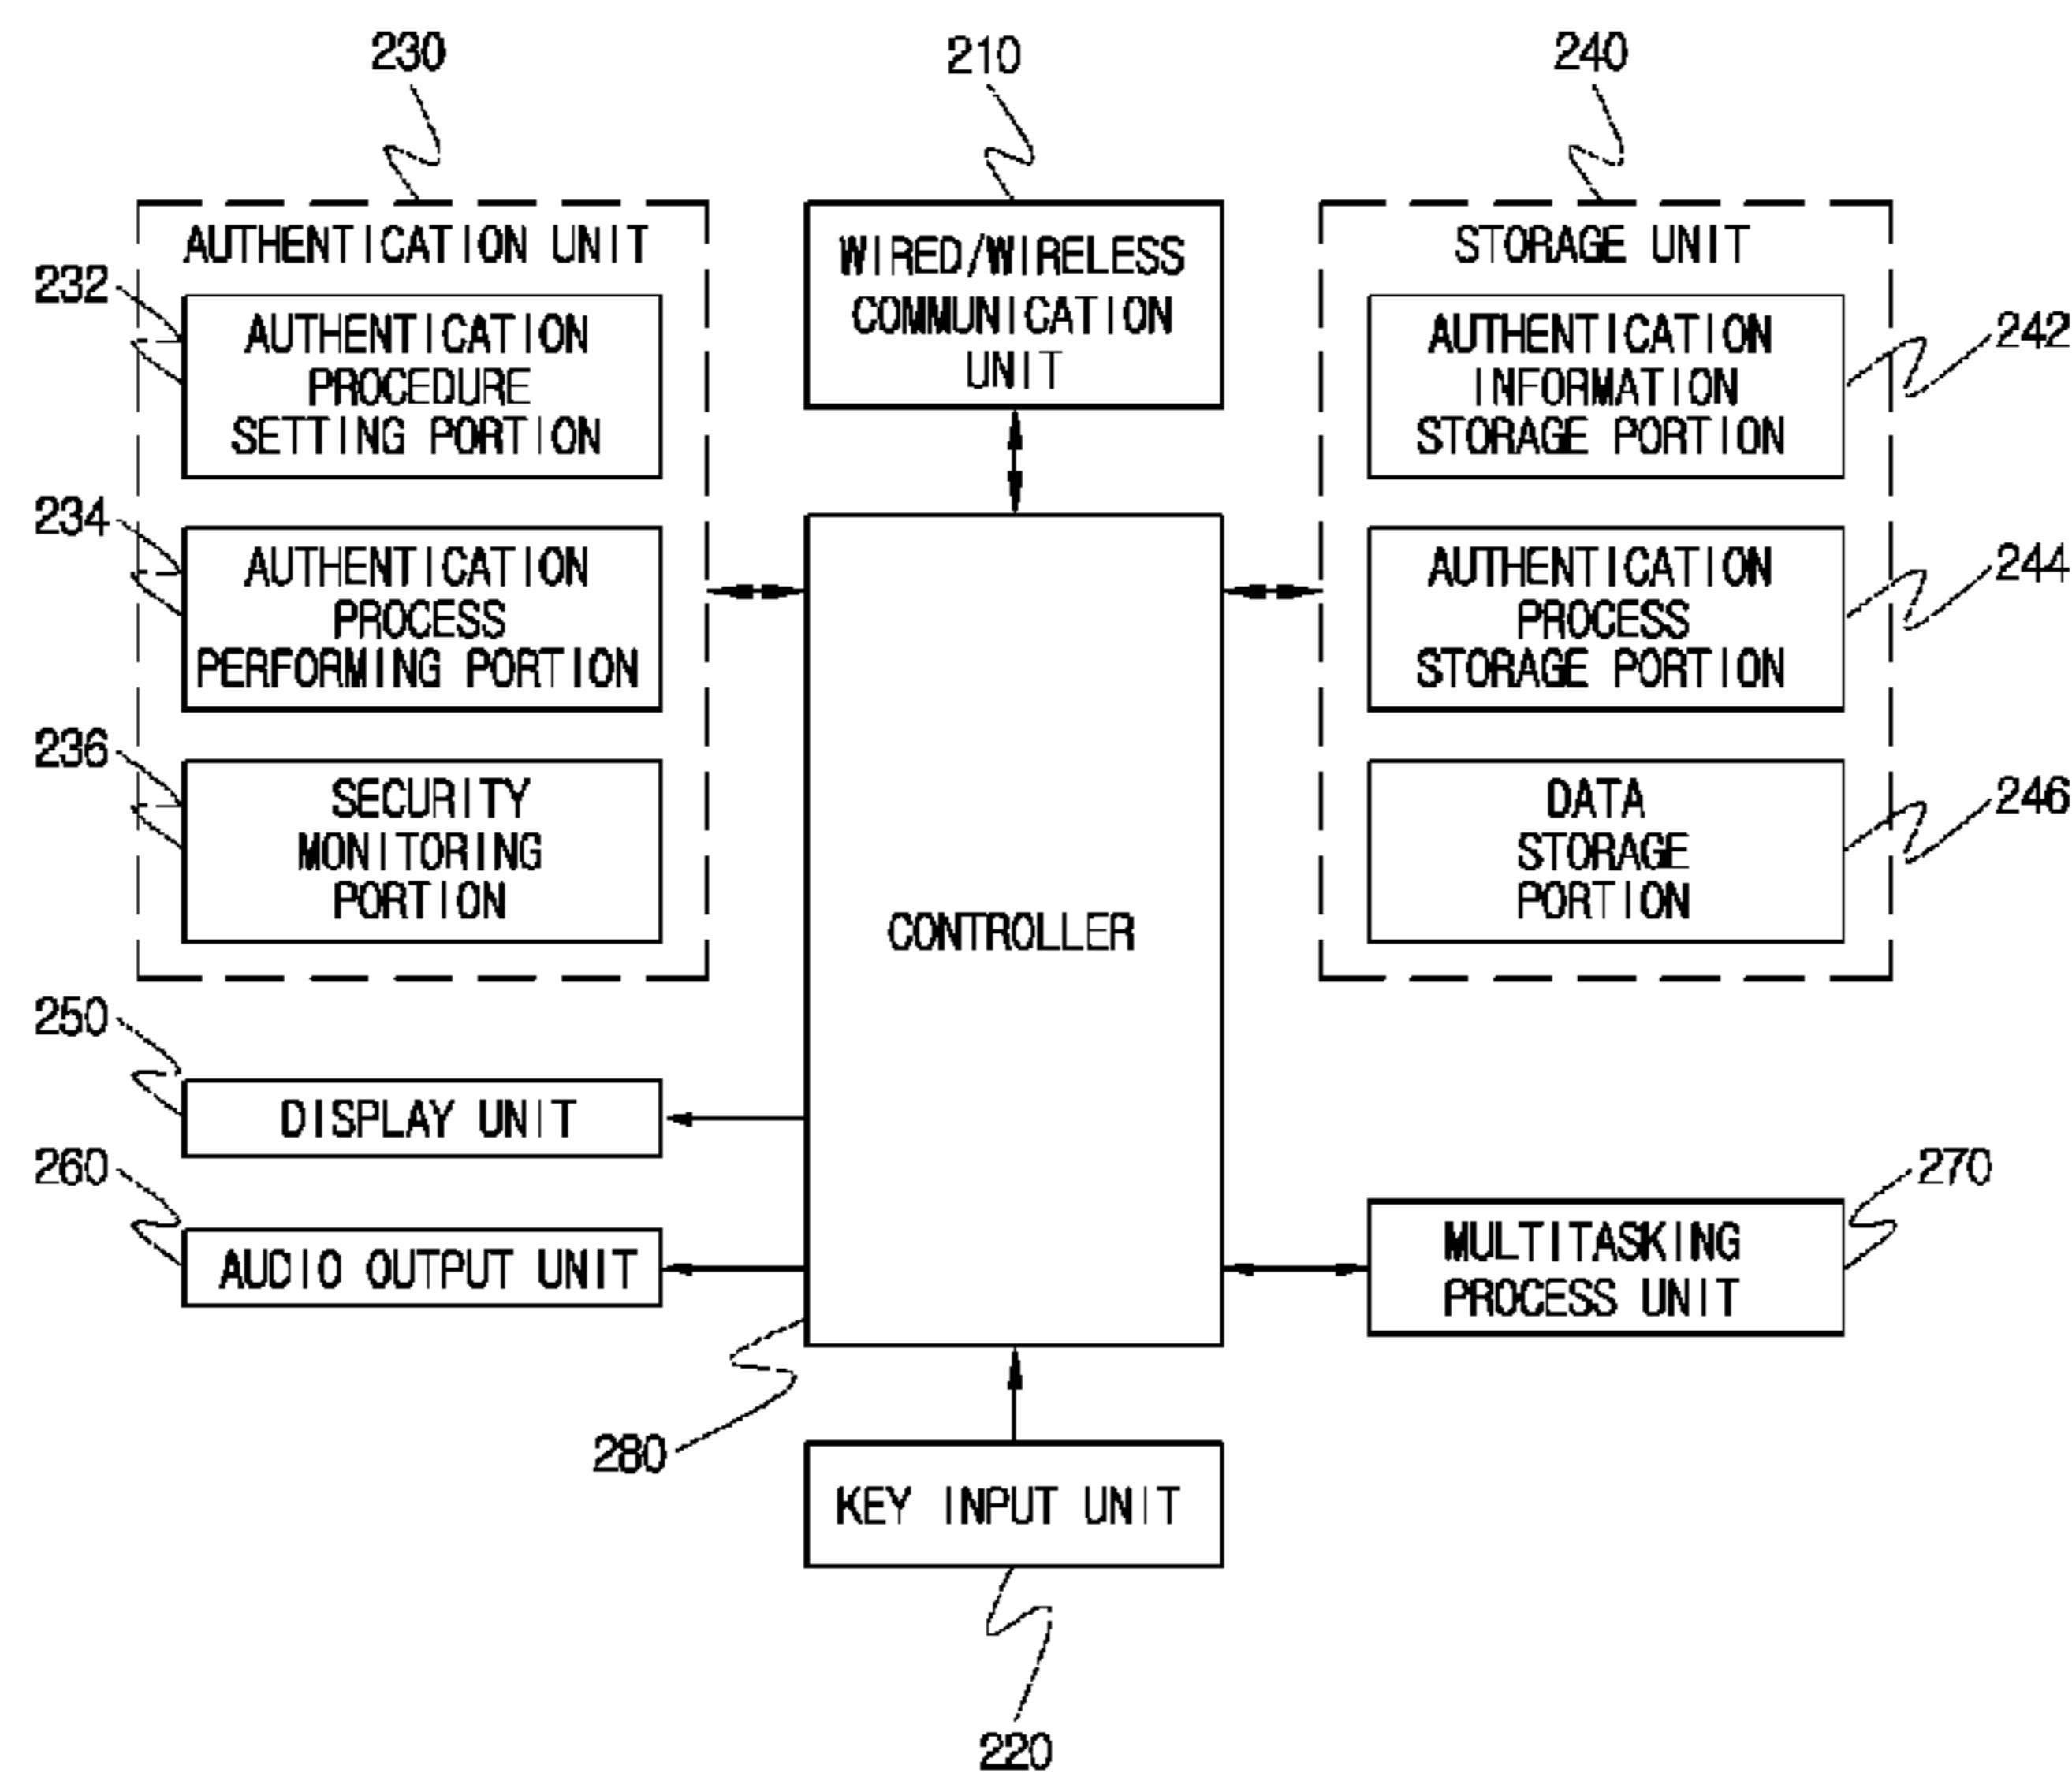 230
210
240
AUTHENTICATION UNIT
232
AUTHENTICATION
PROCEDURE
SETTING PORTION
234
AUTHENTICATION
PROCESS
PERFORMING PORTION
236
SECURITY
MONITORING
PORTION
WIRED/WIRELESS
COMMUNICATION
UNIT
STORAGE UNIT
AUTHENTICATION
INFORMATION
STORAGE PORTION
242
AUTHENTICATION
PROCESS
STORAGE PORTION
244
DATA
STORAGE
PORTION
246
CONTROLLER
250
DISPLAY UNIT
260
AUDIO OUTPUT UNIT
270
MULTITASKING
PROCESS UNIT
280
KEY INPUT UNIT
220